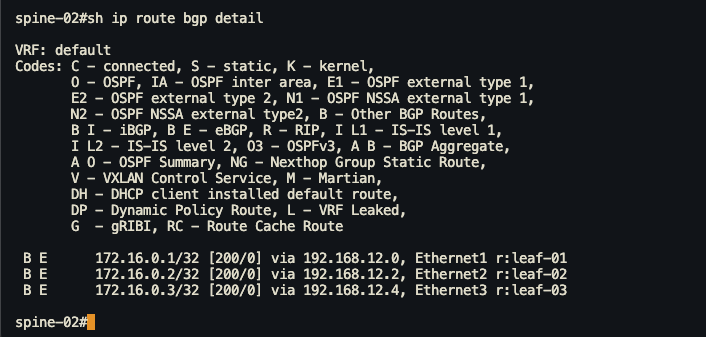 spine-02#sh ip route bgp detail

VRF: default
Codes: C - connected, S - static, K - kernel,
       O - OSPF, IA - OSPF inter area, E1 - OSPF external type 1,
       E2 - OSPF external type 2, N1 - OSPF NSSA external type 1,
       N2 - OSPF NSSA external type2, B - Other BGP Routes,
       B I - iBGP, B E - eBGP, R - RIP, I L1 - IS-IS level 1,
       I L2 - IS-IS level 2, O3 - OSPFv3, A B - BGP Aggregate,
       A O - OSPF Summary, NG - Nexthop Group Static Route,
       V - VXLAN Control Service, M - Martian,
       DH - DHCP client installed default route,
       DP - Dynamic Policy Route, L - VRF Leaked,
       G  - gRIBI, RC - Route Cache Route

 B E      172.16.0.1/32 [200/0] via 192.168.12.0, Ethernet1 r:leaf-01
 B E      172.16.0.2/32 [200/0] via 192.168.12.2, Ethernet2 r:leaf-02
 B E      172.16.0.3/32 [200/0] via 192.168.12.4, Ethernet3 r:leaf-03

spine-02#